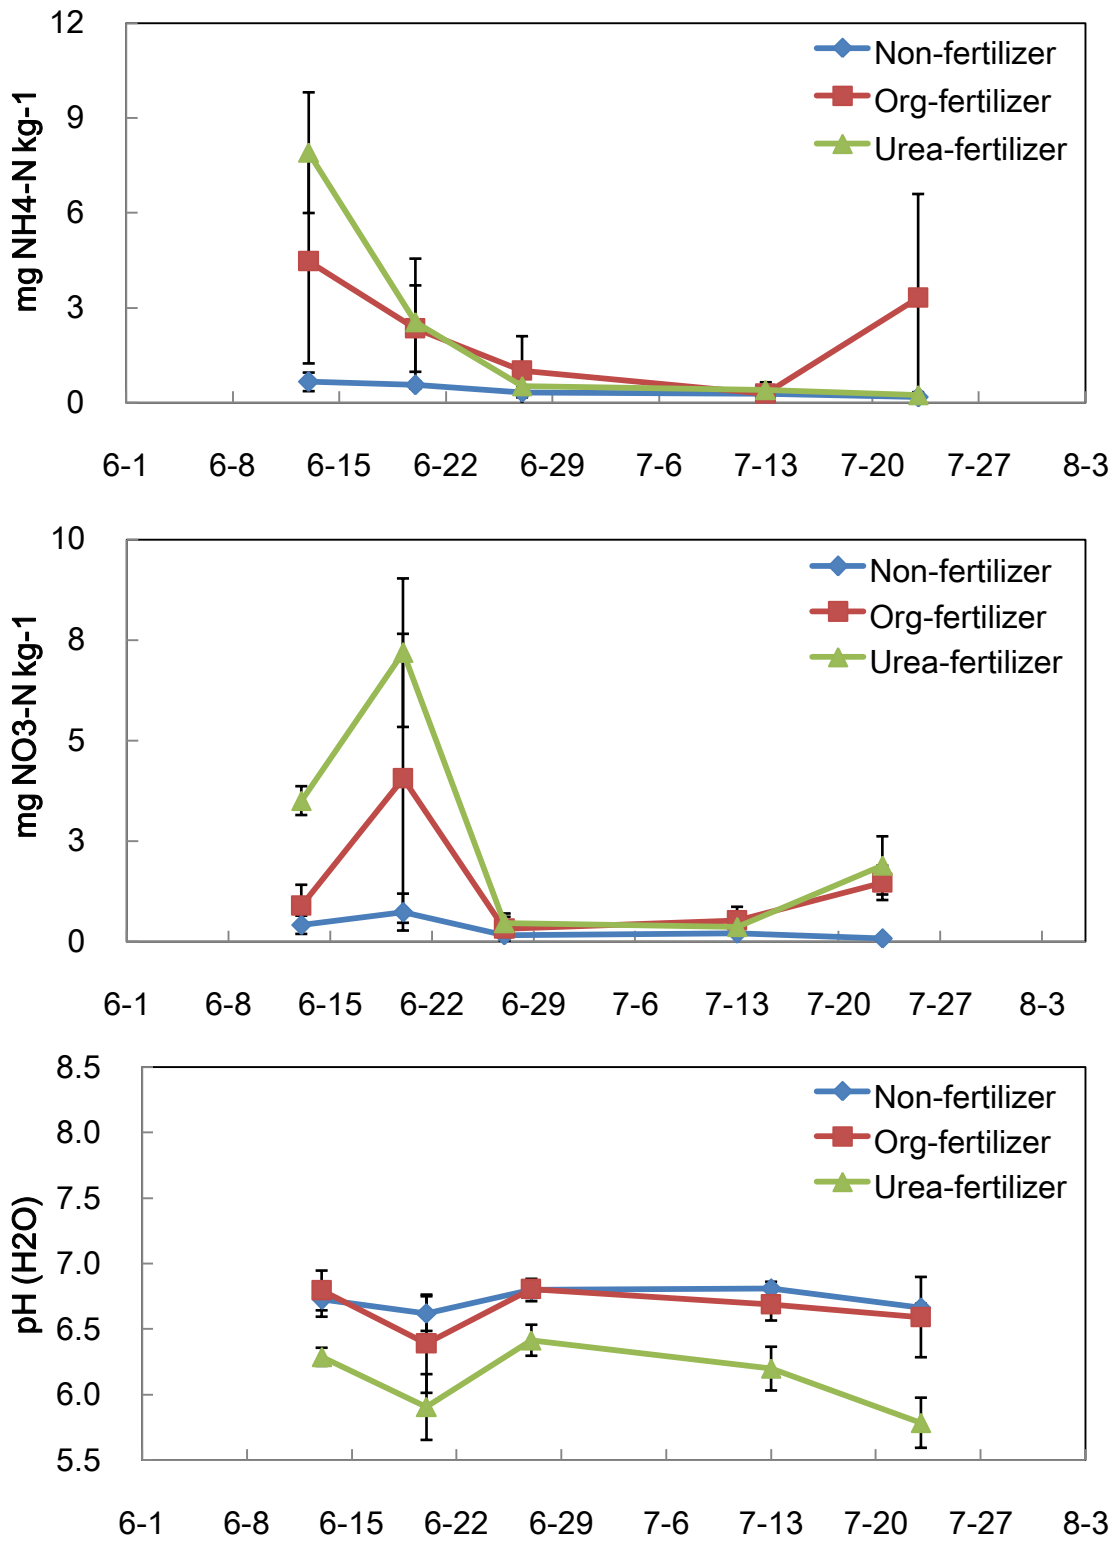 12
9
6
3
0
mg NH4-N kg-1
Non-fertilizer
Org-fertilizer
Urea-fertilizer
6-1 6-8 6-15 6-22 6-29 7-6 7-13 7-20 7-27 8-3
10
8
5
3
0
mg NO3-N kg-1
Non-fertilizer
Org-fertilizer
Urea-fertilizer
6-1 6-8 6-15 6-22 6-29 7-6 7-13 7-20 7-27 8-3
8.5
8.0
7.5
7.0
6.5
6.0
5.5
pH (H2O)
Non-fertilizer
Org-fertilizer
Urea-fertilizer
6-1 6-8 6-15 6-22 6-29 7-6 7-13 7-20 7-27 8-3